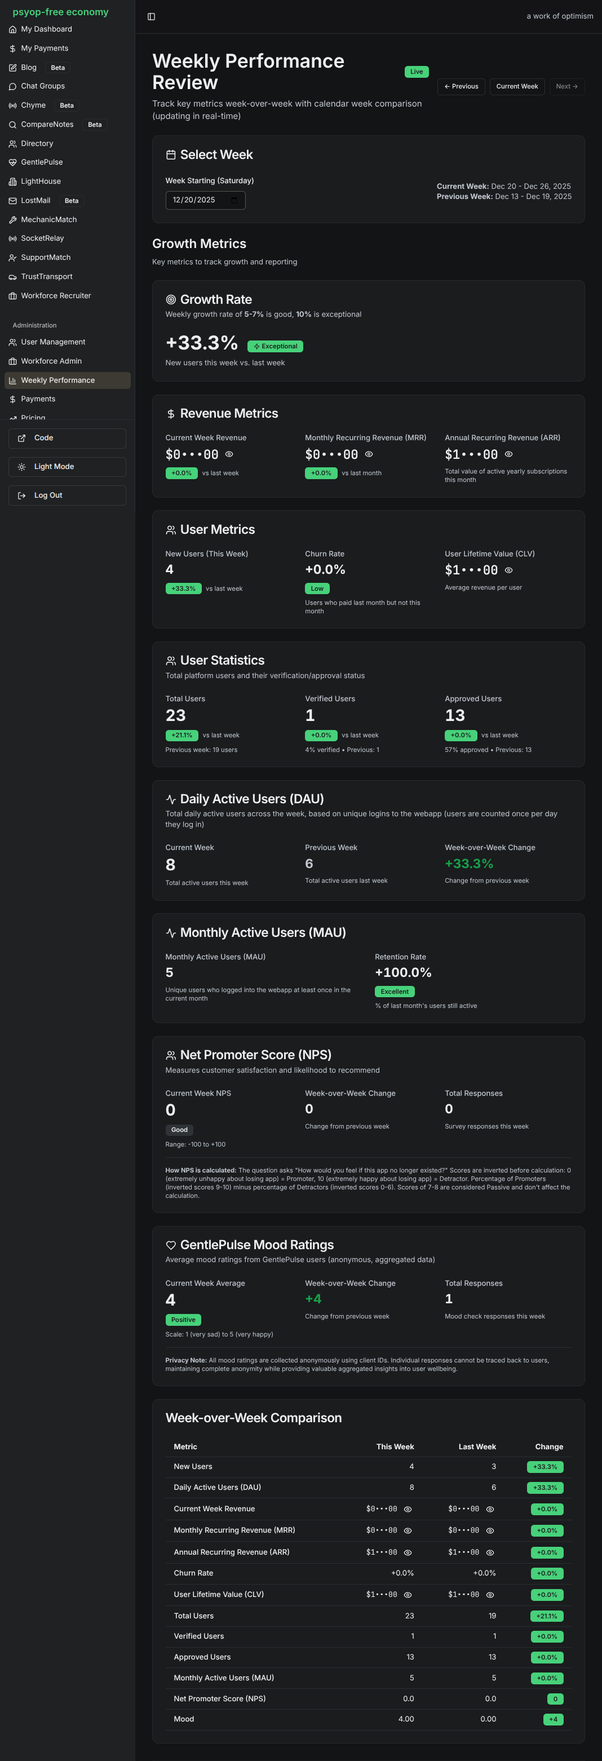 psyop-free economy
My Dashboard
My Payments
Blog Beta
Chat Groups
Chyme Beta
CompareNotes Beta
Directory
GentlePulse
LightHouse
LostMail Beta
MechanicMatch
SocketRelay
SupportMatch
TrustTransport
Workforce Recruiter
Administration
User Management
Workforce Admin
Weekly Performance
Payments
Pricing
Code
Light Mode
Log Out
a work of optimism
Weekly Performance
Review
Live
← Previous
Current Week
Next →
Track key metrics week-over-week with calendar week comparison
(updating in real-time)
Select Week
Week Starting (Saturday)
12/20/2025
Current Week: Dec 20 - Dec 26, 2025
Previous Week: Dec 13 - Dec 19, 2025
Growth Metrics
Key metrics to track growth and reporting
Growth Rate
Weekly growth rate of 5-7% is good, 10% is exceptional
+33.3% Exceptional
New users this week vs. last week
Revenue Metrics
Current Week Revenue
$0•••00
+0.0% vs last week
Monthly Recurring Revenue (MRR)
$0•••00
+0.0% vs last month
Annual Recurring Revenue (ARR)
$1•••00
Total value of active yearly subscriptions
this month
User Metrics
New Users (This Week)
4
+33.3% vs last week
Churn Rate
+0.0%
Low
Users who paid last month but not this
month
User Lifetime Value (CLV)
$1•••00
Average revenue per user
User Statistics
Total platform users and their verification/approval status
Total Users
23
+21.1% vs last week
Previous week: 19 users
Verified Users
1
+0.0% vs last week
4% verified • Previous: 1
Approved Users
13
+0.0% vs last week
57% approved • Previous: 13
Daily Active Users (DAU)
Total daily active users across the week, based on unique logins to the webapp (users are counted once per day
they log in)
Current Week
8
Total active users this week
Previous Week
6
Total active users last week
Week-over-Week Change
+33.3%
Change from previous week
Monthly Active Users (MAU)
Monthly Active Users (MAU)
5
Unique users who logged into the webapp at least once in the
current month
Retention Rate
+100.0%
Excellent
% of last month's users still active
Net Promoter Score (NPS)
Measures customer satisfaction and likelihood to recommend
Current Week NPS
0
Good
Range: -100 to +100
Week-over-Week Change
0
Change from previous week
Total Responses
0
Survey responses this week
How NPS is calculated: The question asks "How would you feel if this app no longer existed?" Scores are inverted before calculation: 0
(extremely unhappy about losing app) = Promoter, 10 (extremely happy about losing app) = Detractor. Percentage of Promoters
(inverted scores 9-10) minus percentage of Detractors (inverted scores 0-6). Scores of 7-8 are considered Passive and don't affect the
calculation.
GentlePulse Mood Ratings
Average mood ratings from GentlePulse users (anonymous, aggregated data)
Current Week Average
4
Positive
Scale: 1 (very sad) to 5 (very happy)
Week-over-Week Change
+4
Change from previous week
Total Responses
1
Mood check responses this week
Privacy Note: All mood ratings are collected anonymously using client IDs. Individual responses cannot be traced back to users,
maintaining complete anonymity while providing valuable aggregated insights into user wellbeing.
Week-over-Week Comparison
Metric This Week Last Week Change
New Users 4 3 +33.3%
Daily Active Users (DAU) 8 6 +33.3%
Current Week Revenue $0•••00 $0•••00 +0.0%
Monthly Recurring Revenue (MRR) $0•••00 $0•••00 +0.0%
Annual Recurring Revenue (ARR) $1•••00 $1•••00 +0.0%
Churn Rate +0.0% +0.0% +0.0%
User Lifetime Value (CLV) $1•••00 $1•••00 +0.0%
Total Users 23 19 +21.1%
Verified Users 1 1 +0.0%
Approved Users 13 13 +0.0%
Monthly Active Users (MAU) 5 5 +0.0%
Net Promoter Score (NPS) 0.0 0.0 0
Mood 4.00 0.00 +4